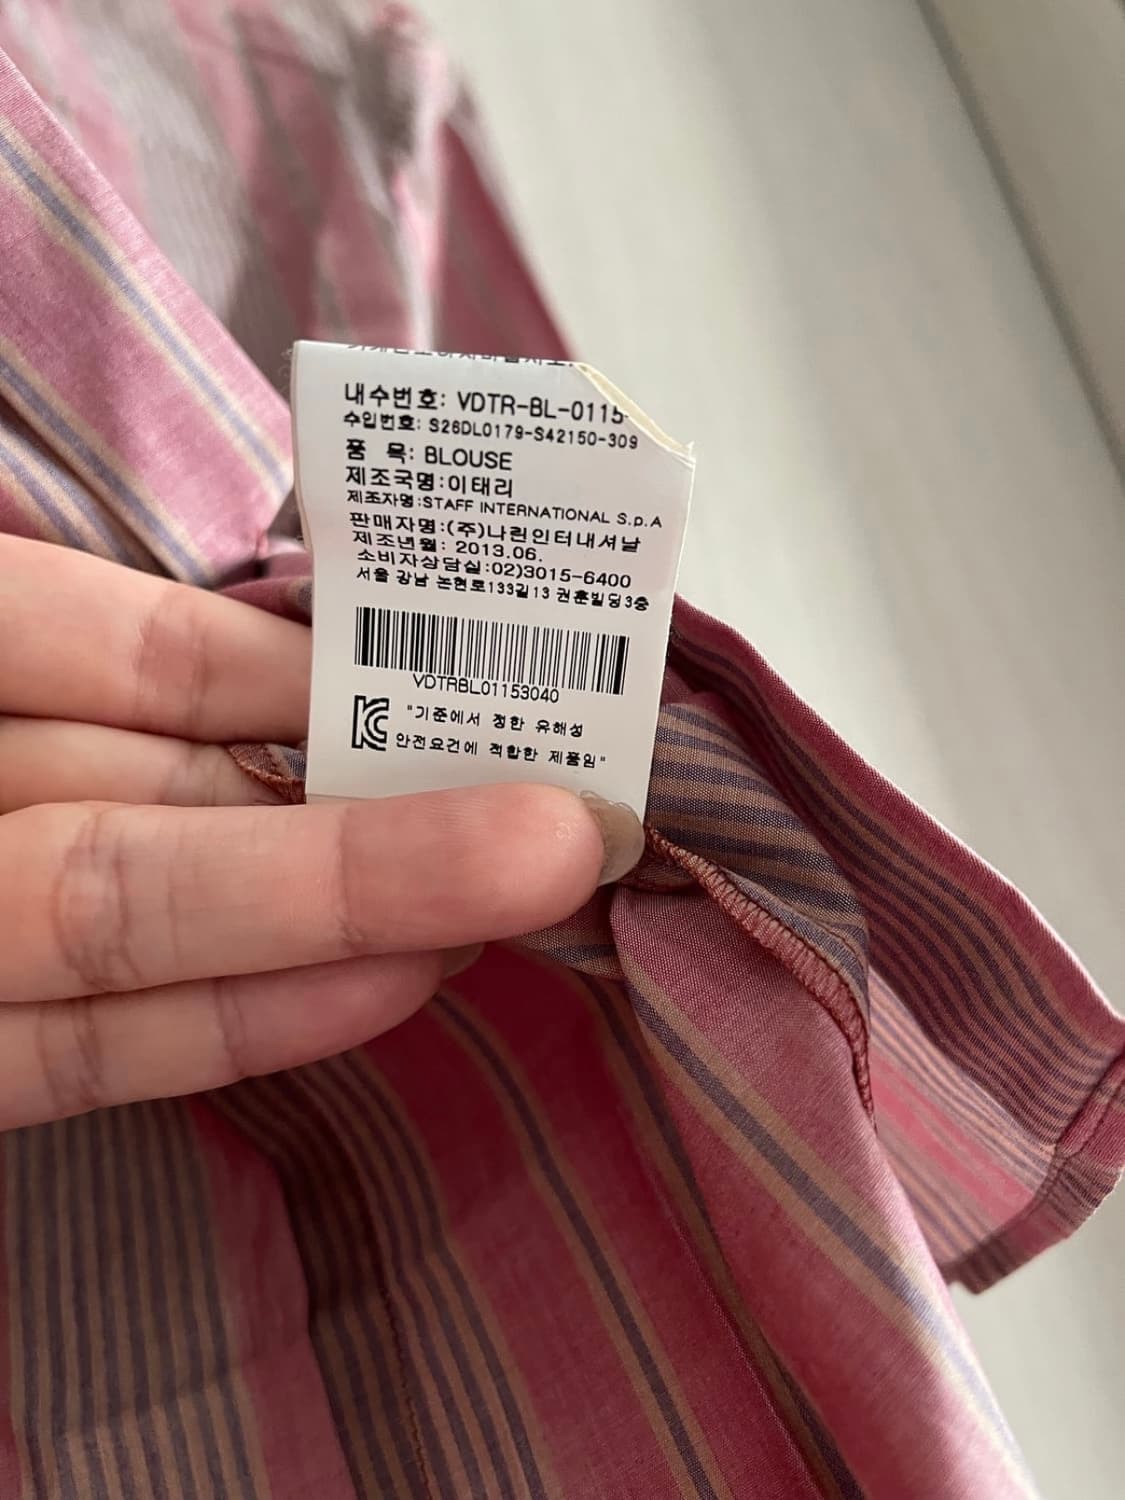 내수번호: VDTR-BL-0115
수입번호: S26DL0179-S42150-309
품 목: BLOUSE
제조국명:이태리
제조자명:STAFF INTERNATIONAL S.p.A
판매자명:(주)나린인터내셔날
제조년월: 2013.06.
소비자상담실:02)3015-6400
서울 강남 논현로133길13 권훈빌딩3층
VDTRBL01153040
"기준에서 정한 유해성
안전요건에 적합한 제품임"